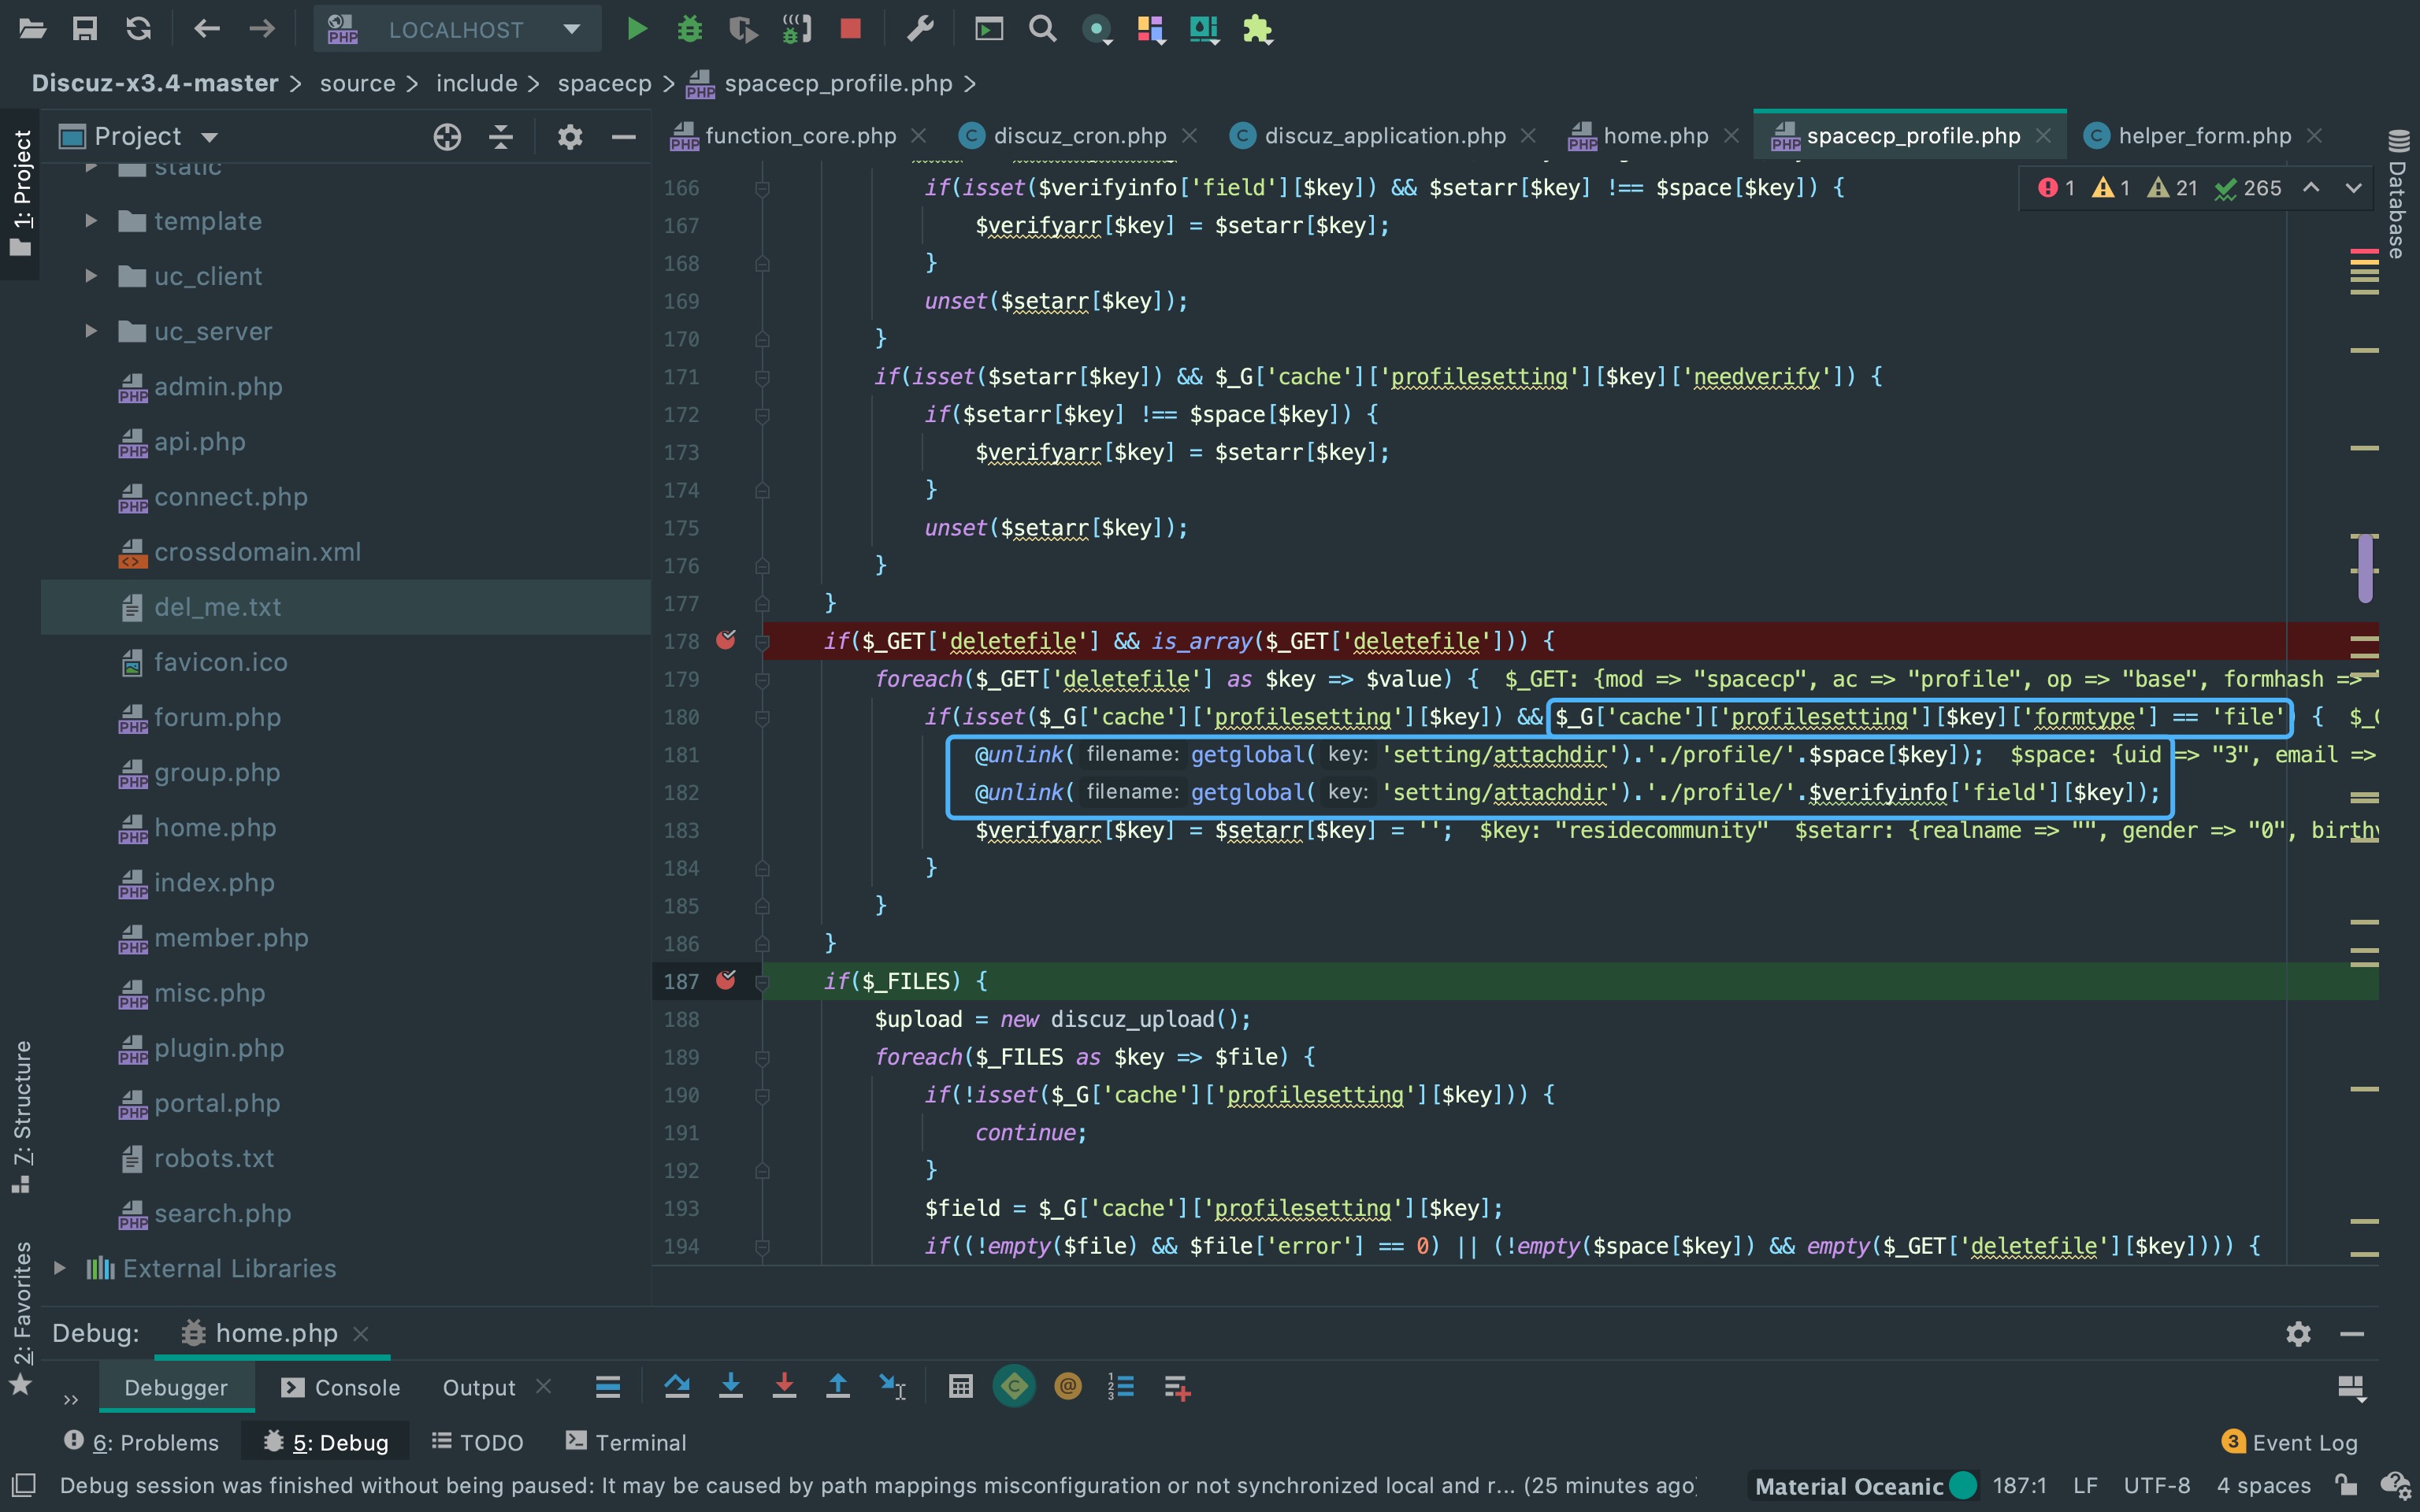 LOCALHOST
Discuz-x3.4-master > source > include > spacecp > spacecp_profile.php >
1: Project
Project
function_core.php
discuz_cron.php
discuz_application.php
home.php
spacecp_profile.php
helper_form.php
Database
static
template
uc_client
uc_server
admin.php
api.php
connect.php
crossdomain.xml
del_me.txt
favicon.ico
forum.php
group.php
home.php
index.php
member.php
misc.php
plugin.php
portal.php
robots.txt
search.php
External Libraries
7: Structure
2: Favorites
1 1 21 265
166 if(isset($verifyinfo['field'][$key]) && $setarr[$key] !== $space[$key]) {
167 $verifyarr[$key] = $setarr[$key];
168 }
169 unset($setarr[$key]);
170 }
171 if(isset($setarr[$key]) && $_G['cache']['profilesetting'][$key]['needverify']) {
172 if($setarr[$key] !== $space[$key]) {
173 $verifyarr[$key] = $setarr[$key];
174 }
175 unset($setarr[$key]);
176 }
177 }
178 if($_GET['deletefile'] && is_array($_GET['deletefile'])) {
179 foreach($_GET['deletefile'] as $key => $value) { $_GET: {mod => "spacecp", ac => "profile", op => "base", formhash =>
180 if(isset($_G['cache']['profilesetting'][$key]) && $_G['cache']['profilesetting'][$key]['formtype'] == 'file') {
181 @unlink( filename: getglobal( key: 'setting/attachdir').'./profile/'.$space[$key]); $space: {uid => "3", email =>
182 @unlink( filename: getglobal( key: 'setting/attachdir').'./profile/'.$verifyinfo['field'][$key]);
183 $verifyarr[$key] = $setarr[$key] = ''; $key: "residecommunity" $setarr: {realname => "", gender => "0",
184 }
185 }
186 }
187 if($_FILES) {
188 $upload = new discuz_upload();
189 foreach($_FILES as $key => $file) {
190 if(!isset($_G['cache']['profilesetting'][$key])) {
191 continue;
192 }
193 $field = $_G['cache']['profilesetting'][$key];
194 if((!empty($file) && $file['error'] == 0) || (!empty($space[$key]) && empty($_GET['deletefile'][$key]))) {
Debug: home.php
Debugger Console Output
6: Problems 5: Debug TODO Terminal
3 Event Log
Debug session was finished without being paused: It may be caused by path mappings misconfiguration or not synchronized local and r... (25 minutes ago)
Material Oceanic 187:1 LF UTF-8 4 spaces